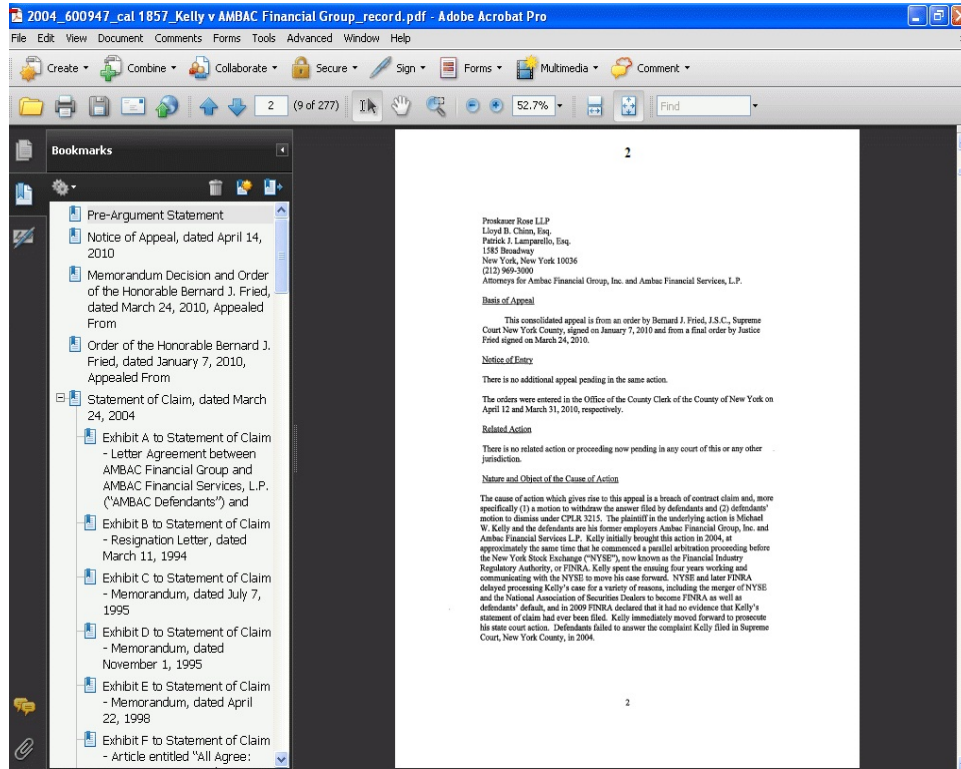 2004_600947_cal 1857_Kelly v AMBAC Financial Group_record.pdf - Adobe Acrobat Pro
File Edit View Document Comments Forms Tools Advanced Window Help
Create Combine Collaborate Secure Sign Forms Multimedia Comment
2 (9 of 277) 52.7% Find
Bookmarks
Pre-Argument Statement
Notice of Appeal, dated April 14,
2010
Memorandum Decision and Order
of the Honorable Bernard J. Fried,
dated March 24, 2010, Appealed
From
Order of the Honorable Bernard J.
Fried, dated January 7, 2010,
Appealed From
Statement of Claim, dated March
24, 2004
Exhibit A to Statement of Claim
- Letter Agreement between
AMBAC Financial Group and
AMBAC Financial Services, L.P.
("AMBAC Defendants") and
Exhibit B to Statement of Claim
- Resignation Letter, dated
March 11, 1994
Exhibit C to Statement of Claim
- Memorandum, dated July 7,
1995
Exhibit D to Statement of Claim
- Memorandum, dated
November 1, 1995
Exhibit E to Statement of Claim
- Memorandum, dated April
22, 1998
Exhibit F to Statement of Claim
- Article entitled "All Agree:
2
Proskauer Rose LLP
Lloyd B. Chinn, Esq.
Patrick J. Lamparello, Esq.
1585 Broadway
New York, New York 10036
(212) 969-3000
Attorneys for Ambac Financial Group, Inc. and Ambac Financial Services, L.P.
Basis of Appeal
This consolidated appeal is from an order by Bernard J. Fried, J.S.C., Supreme
Court New York County, signed on January 7, 2010 and from a final order by Justice
Fried signed on March 24, 2010.
Notice of Entry
There is no additional appeal pending in the same action.
The orders were entered in the Office of the County Clerk of the County of New York on
April 12 and March 31, 2010, respectively.
Related Action
There is no related action or proceeding now pending in any court of this or any other
jurisdiction.
Nature and Object of the Cause of Action
The cause of action which gives rise to this appeal is a breach of contract claim and, more
specifically (1) a motion to withdraw the answer filed by defendants and (2) defendants'
motion to dismiss under CPLR 3215. The plaintiff in the underlying action is Michael
W. Kelly and the defendants are his former employers Ambac Financial Group, Inc. and
Ambac Financial Services L.P. Kelly initially brought this action in 2004, at
approximately the same time that he commenced a parallel arbitration proceeding before
the New York Stock Exchange ("NYSE"), now known as the Financial Industry
Regulatory Authority, or FINRA. Kelly spent the ensuing four years working and
communicating with the NYSE to move his case forward. NYSE and later FINRA
delayed processing Kelly's case for a variety of reasons, including the merger of NYSE
and the National Association of Securities Dealers to become FINRA as well as
defendants' default, and in 2009 FINRA declared that it had no evidence that Kelly's
statement of claim had ever been filed. Kelly immediately moved forward to prosecute
his state court action. Defendants failed to answer the complaint Kelly filed in Supreme
Court, New York County, in 2004.
2